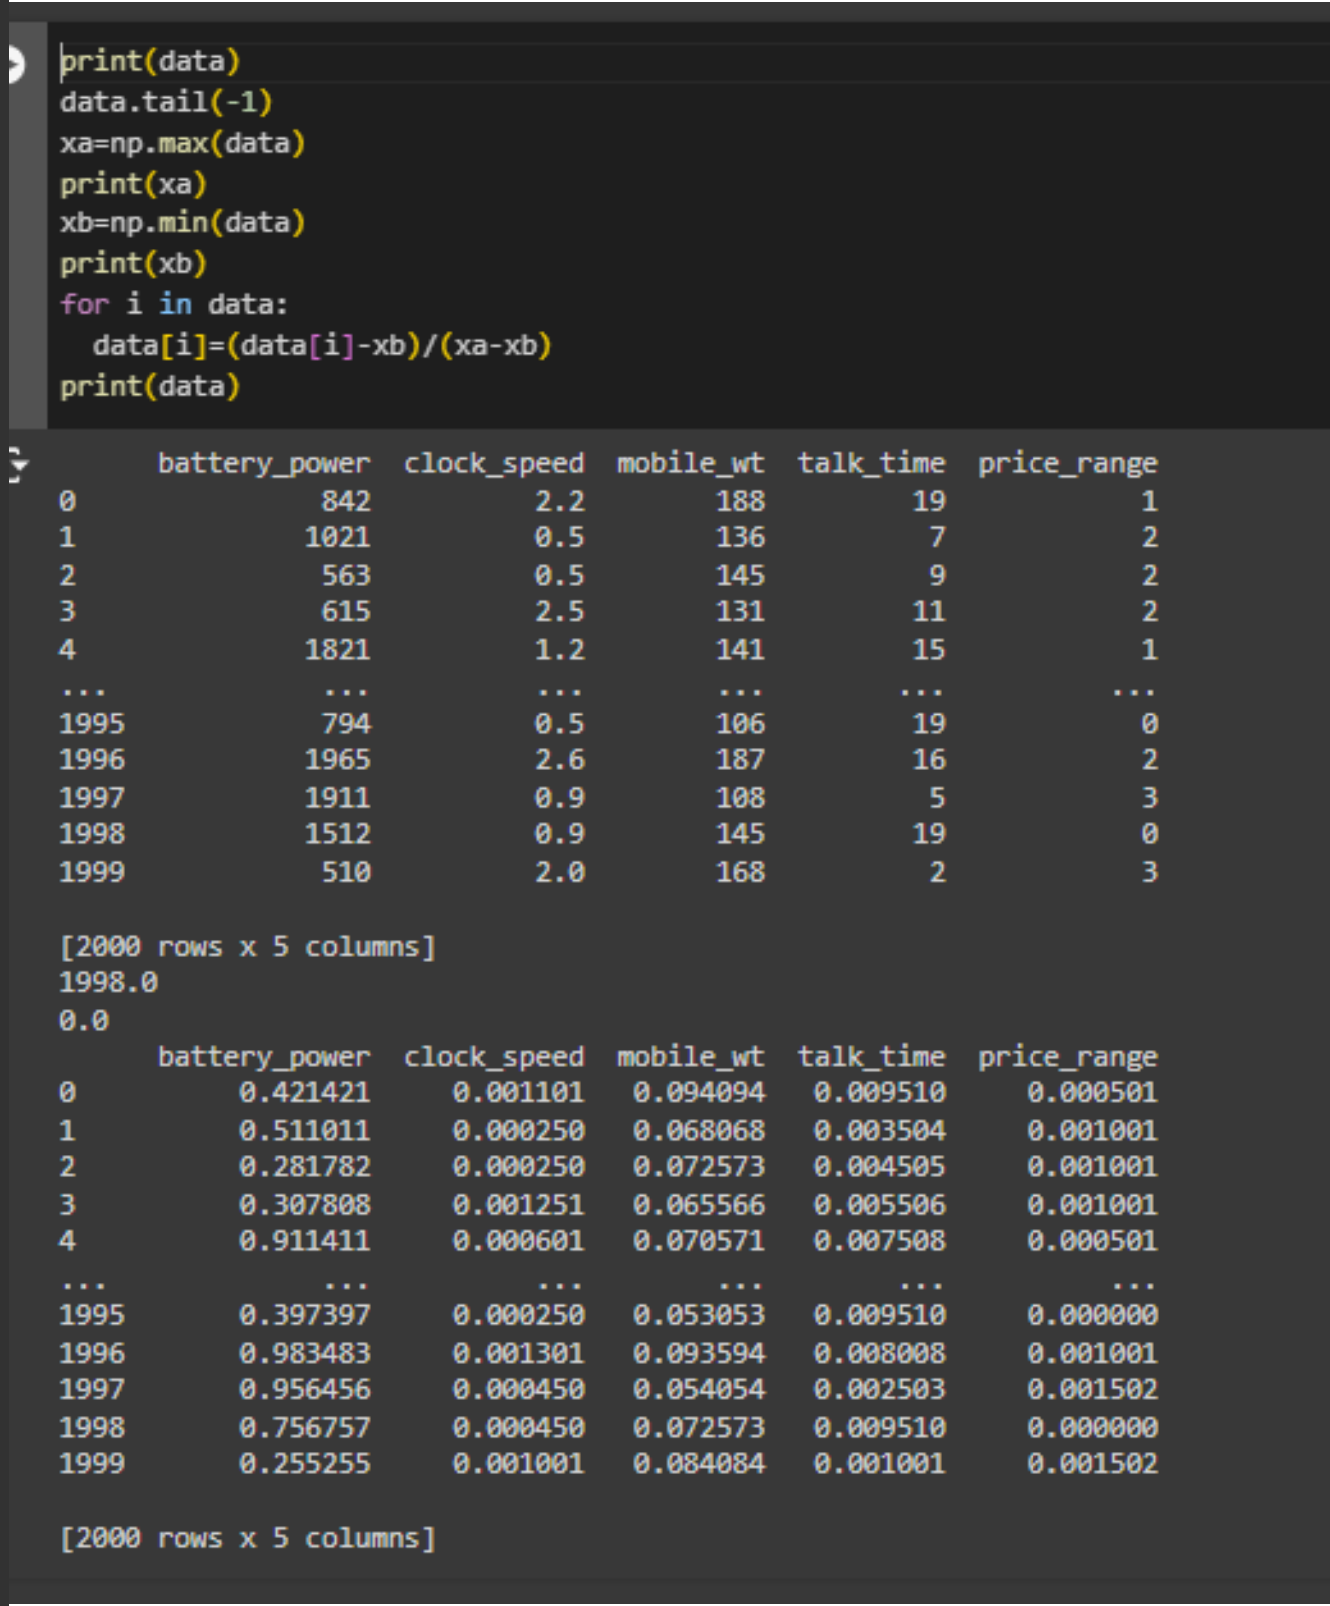 print(data)
data.tail(-1)
xa=np.max(data)
print(xa)
xb=np.min(data)
print(xb)
for i in data:
  data[i]=(data[i]-xb)/(xa-xb)
print(data)
      battery_power  clock_speed  mobile_wt  talk_time  price_range
0               842          2.2        188         19            1
1              1021          0.5        136          7            2
2               563          0.5        145          9            2
3               615          2.5        131         11            2
4              1821          1.2        141         15            1
...             ...          ...        ...        ...          ...
1995            794          0.5        106         19            0
1996           1965          2.6        187         16            2
1997           1911          0.9        108          5            3
1998           1512          0.9        145         19            0
1999            510          2.0        168          2            3
[2000 rows x 5 columns]
1998.0
0.0
      battery_power  clock_speed  mobile_wt  talk_time  price_range
0          0.421421     0.001101   0.094094   0.009510     0.000501
1          0.511011     0.000250   0.068068   0.003504     0.001001
2          0.281782     0.000250   0.072573   0.004505     0.001001
3          0.307808     0.001251   0.065566   0.005506     0.001001
4          0.911411     0.000601   0.070571   0.007508     0.000501
...             ...          ...        ...        ...          ...
1995       0.397397     0.000250   0.053053   0.009510     0.000000
1996       0.983483     0.001301   0.093594   0.008008     0.001001
1997       0.956456     0.000450   0.054054   0.002503     0.001502
1998       0.756757     0.000450   0.072573   0.009510     0.000000
1999       0.255255     0.001001   0.084084   0.001001     0.001502
[2000 rows x 5 columns]